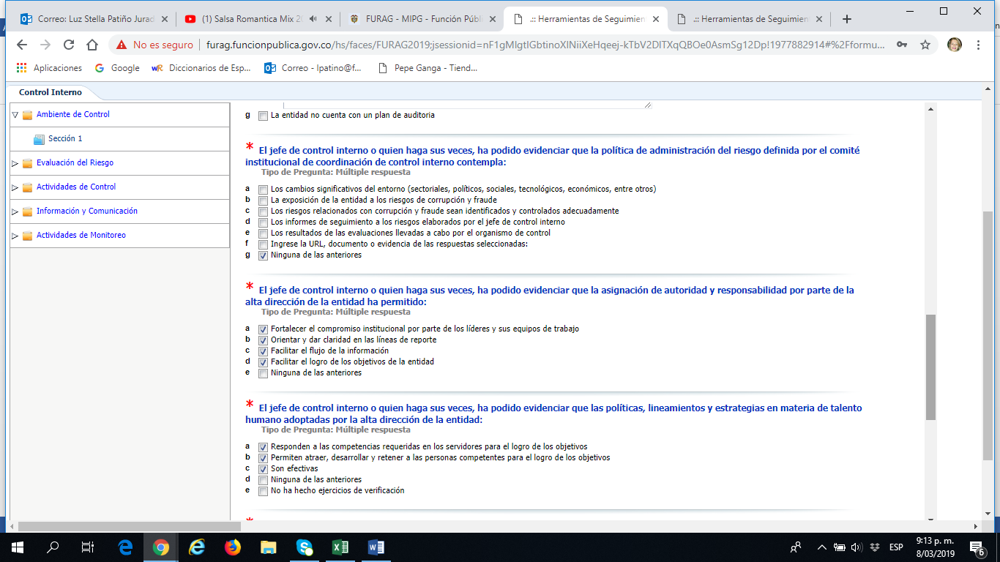 Correo: Luz Stella Patiño Jurad
(1) Salsa Romantica Mix 20
FURAG - MIPG - Función Públi
.:: Herramientas de Seguimien
.:: Herramientas de Seguimien
No es seguro
furag.funcionpublica.gov.co/hs/faces/FURAG2019;jsessionid=nF1gMIgtIGbtinoXlNiiXeHqeej-kTbV2DlTXqQBOe0AsmSg12Dp!1977882914#%2Fformu...
Aplicaciones
Google
Diccionarios de Esp...
Correo - lpatino@f...
Pepe Ganga - Tiend...
Control Interno
Ambiente de Control
Sección 1
Evaluación del Riesgo
Actividades de Control
Información y Comunicación
Actividades de Monitoreo
g La entidad no cuenta con un plan de auditoria
* El jefe de control interno o quien haga sus veces, ha podido evidenciar que la política de administración del riesgo definida por el comité
institucional de coordinación de control interno contempla:
Tipo de Pregunta: Múltiple respuesta
a Los cambios significativos del entorno (sectoriales, políticos, sociales, tecnológicos, económicos, entre otros)
b La exposición de la entidad a los riesgos de corrupción y fraude
c Los riesgos relacionados con corrupción y fraude sean identificados y controlados adecuadamente
d Los informes de seguimiento a los riesgos elaborados por el jefe de control interno
e Los resultados de las evaluaciones llevadas a cabo por el organismo de control
f Ingrese la URL, documento o evidencia de las respuestas seleccionadas:
g Ninguna de las anteriores
* El jefe de control interno o quien haga sus veces, ha podido evidenciar que la asignación de autoridad y responsabilidad por parte de la
alta dirección de la entidad ha permitido:
Tipo de Pregunta: Múltiple respuesta
a Fortalecer el compromiso institucional por parte de los líderes y sus equipos de trabajo
b Orientar y dar claridad en las líneas de reporte
c Facilitar el flujo de la información
d Facilitar el logro de los objetivos de la entidad
e Ninguna de las anteriores
* El jefe de control interno o quien haga sus veces, ha podido evidenciar que las políticas, lineamientos y estrategias en materia de talento
humano adoptadas por la alta dirección de la entidad:
Tipo de Pregunta: Múltiple respuesta
a Responden a las competencias requeridas en los servidores para el logro de los objetivos
b Permiten atraer, desarrollar y retener a las personas competentes para el logro de los objetivos
c Son efectivas
d Ninguna de las anteriores
e No ha hecho ejercicios de verificación
ESP
9:13 p. m.
8/03/2019
6